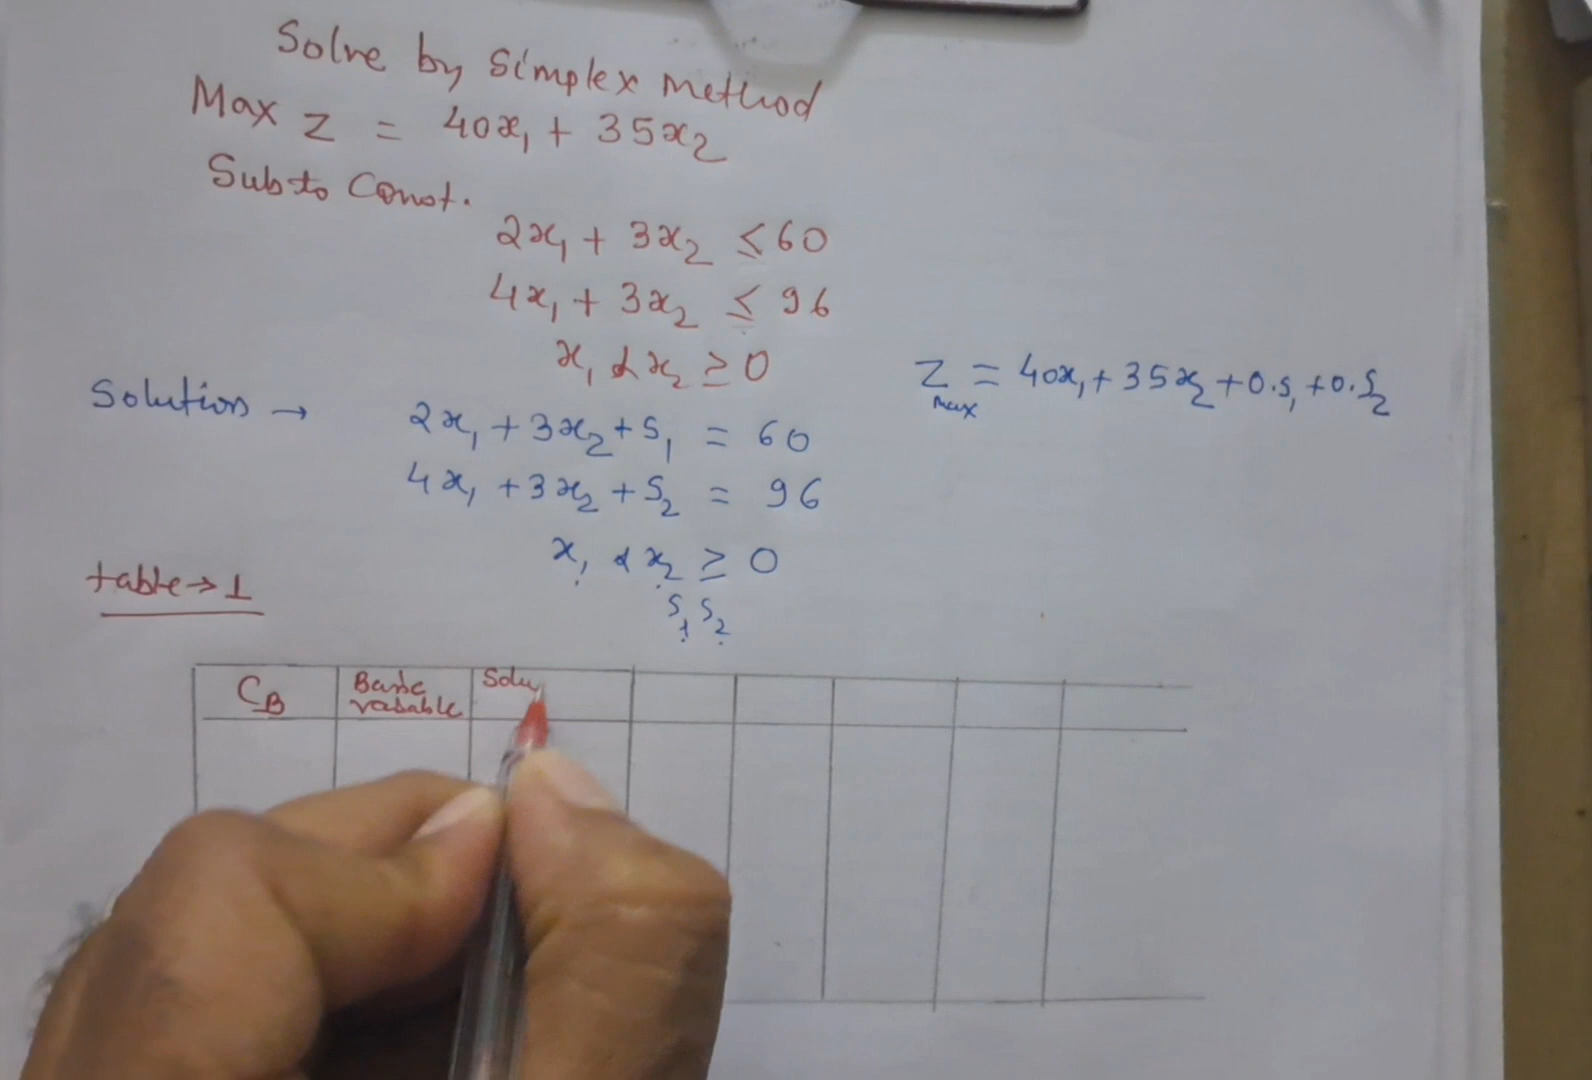 Solve by Simplex Method
Max Z = 40x₁ + 35x₂
Sub to Const.
2x₁ + 3x₂ ≤ 60
4x₁ + 3x₂ ≤ 96
x₁ & x₂ ≥ 0
Z max = 40x₁ + 35x₂ + 0.s₁ + 0.S₂
Solution → 2x₁ + 3x₂ + S₁ = 60
4x₁ + 3x₂ + S₂ = 96
x₁ & x₂ ≥ 0
S₁ S₂
table → 1
C_B Basic variable Solu